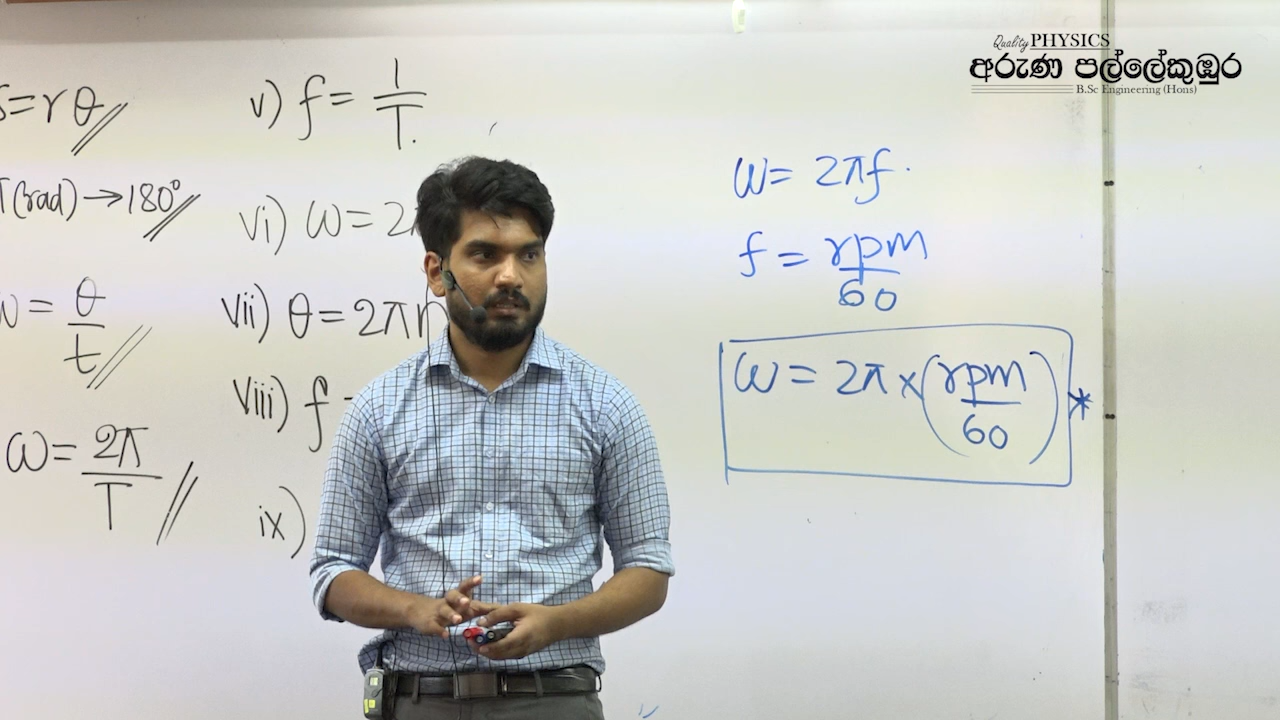 Quality PHYSICS
අරුණ පල්ලේකුඹුර
B.Sc Engineering (Hons)
S=rθ
(rad)→180°
ω=θ/t
ω=2π/T
v) f=1/T.
vi) ω=2
vii) θ=2πn
viii) f
ix)
ω=2πf.
f=rpm/60
ω=2π×(rpm/60)*